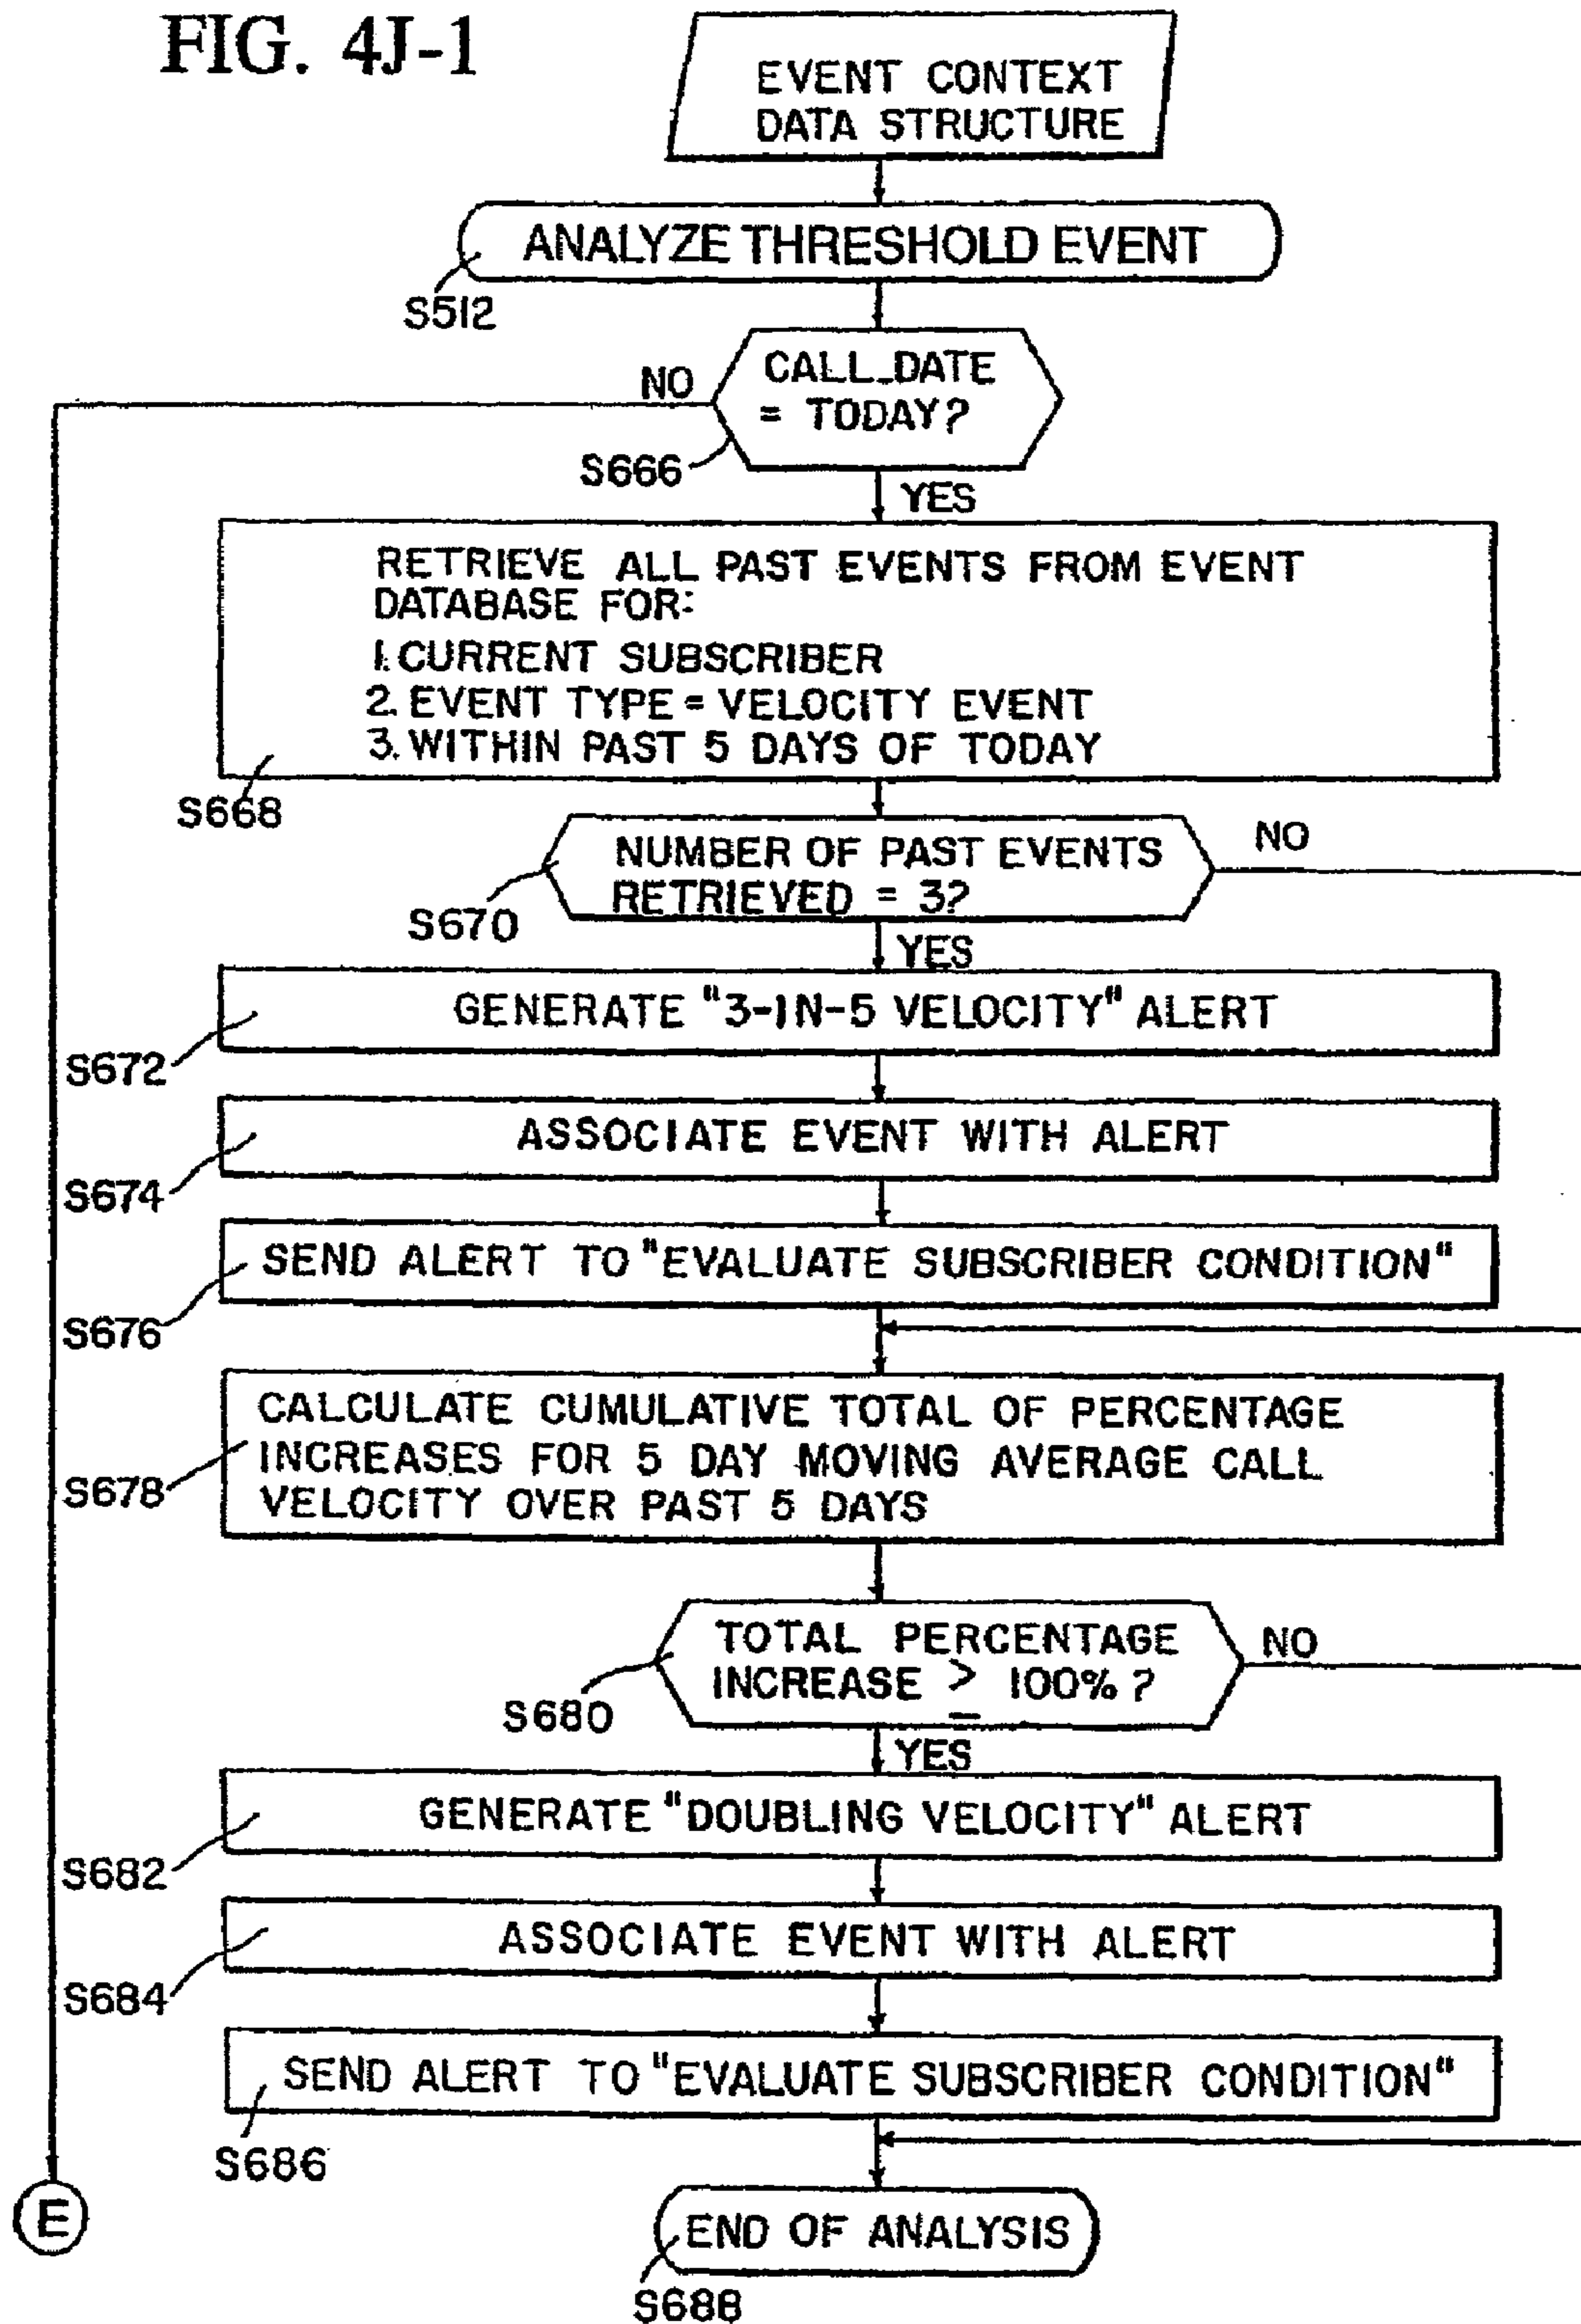 FIG. 4J-1
EVENT CONTEXT
DATA STRUCTURE
ANALYZE THRESHOLD EVENT
S512
CALL_DATE
= TODAY?
NO
S666
YES
RETRIEVE ALL PAST EVENTS FROM EVENT
DATABASE FOR:
1. CURRENT SUBSCRIBER
2. EVENT TYPE = VELOCITY EVENT
3. WITHIN PAST 5 DAYS OF TODAY
S668
NUMBER OF PAST EVENTS
RETRIEVED = 3?
NO
S670
YES
GENERATE "3-IN-5 VELOCITY" ALERT
S672
ASSOCIATE EVENT WITH ALERT
S674
SEND ALERT TO "EVALUATE SUBSCRIBER CONDITION"
S676
CALCULATE CUMULATIVE TOTAL OF PERCENTAGE
INCREASES FOR 5 DAY MOVING AVERAGE CALL
VELOCITY OVER PAST 5 DAYS
S678
TOTAL PERCENTAGE
INCREASE ≥ 100% ?
NO
S680
YES
GENERATE "DOUBLING VELOCITY" ALERT
S682
ASSOCIATE EVENT WITH ALERT
S684
SEND ALERT TO "EVALUATE SUBSCRIBER CONDITION"
S686
E
END OF ANALYSIS
S688